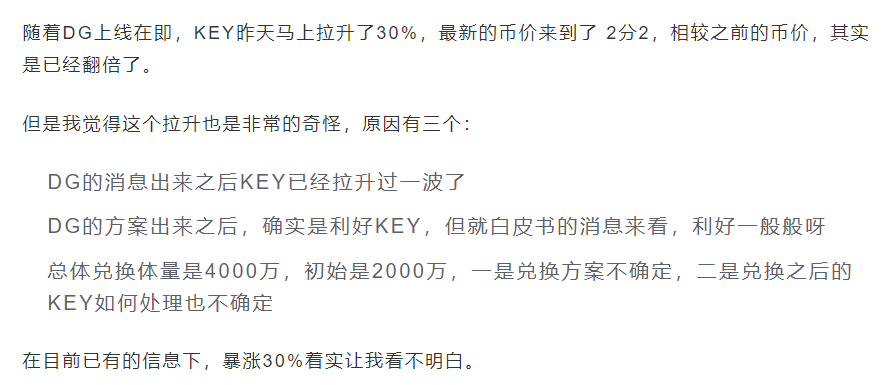 随着DG上线在即，KEY昨天马上拉升了30%，最新的币价来到了 2分2，相较之前的币价，其实
是已经翻倍了。
但是我觉得这个拉升也是非常的奇怪，原因有三个：
DG的消息出来之后KEY已经拉升过一波了
DG的方案出来之后，确实是利好KEY，但就白皮书的消息来看，利好一般般呀
总体兑换体量是4000万，初始是2000万，一是兑换方案不确定，二是兑换之后的
KEY如何处理也不确定
在目前已有的信息下，暴涨30%着实让我看不明白。